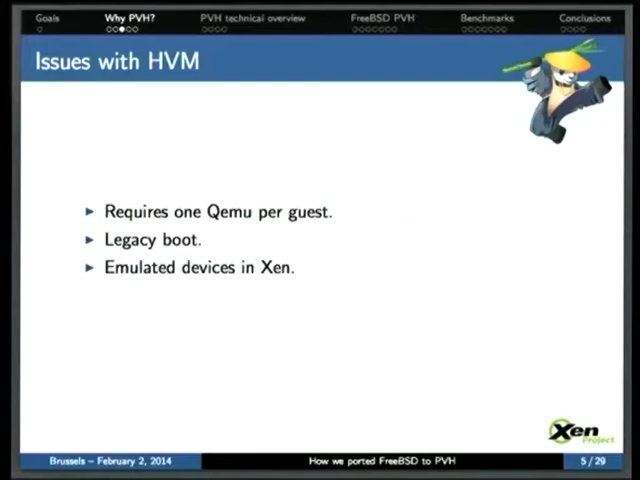 Goals
Why PVH?
PVH technical overview
FreeBSD PVH
Benchmarks
Conclusions
Issues with HVM
Requires one Qemu per guest.
Legacy boot.
Emulated devices in Xen.
Xen
Project
Brussels – February 2, 2014
How we ported FreeBSD to PVH
5 / 29